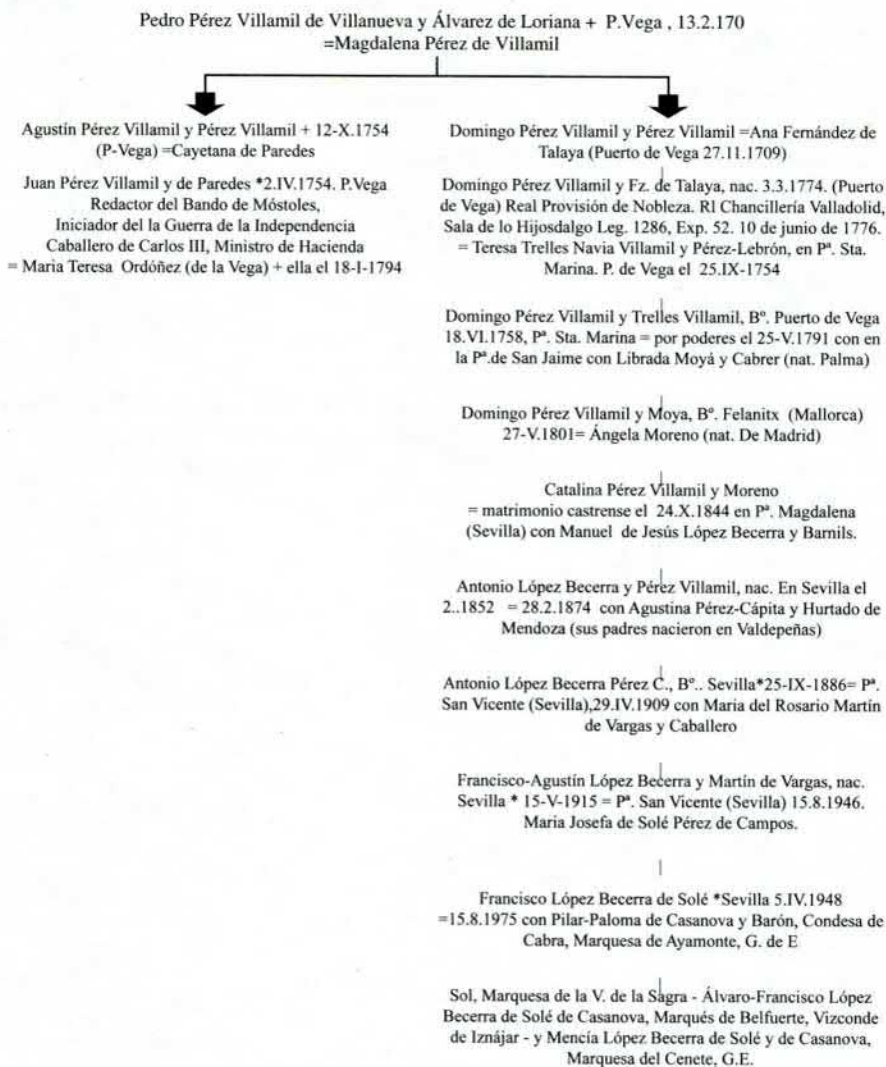 Pedro Pérez Villamil de Villanueva y Álvarez de Loriana + P.Vega , 13.2.170
=Magdalena Pérez de Villamil
Agustín Pérez Villamil y Pérez Villamil + 12-X.1754
(P-Vega) =Cayetana de Paredes
Juan Pérez Villamil y de Paredes *2.IV.1754. P.Vega
Redactor del Bando de Móstoles,
Iniciador del la Guerra de la Independencia
Caballero de Carlos III, Ministro de Hacienda
= Maria Teresa Ordóñez (de la Vega) + ella el 18-I-1794
Domingo Pérez Villamil y Pérez Villamil =Ana Fernández de
Talaya (Puerto de Vega 27.11.1709)
Domingo Pérez Villamil y Fz. de Talaya, nac. 3.3.1774. (Puerto
de Vega) Real Provisión de Nobleza. Rl Chancillería Valladolid,
Sala de lo Hijosdalgo Leg. 1286, Exp. 52. 10 de junio de 1776.
= Teresa Trelles Navia Villamil y Pérez-Lebrón, en Pª. Sta.
Marina. P. de Vega el 25.IX-1754
Domingo Pérez Villamil y Trelles Villamil, Bº. Puerto de Vega
18.VI.1758, Pª. Sta. Marina = por poderes el 25-V.1791 con en
la Pª.de San Jaime con Librada Moyá y Cabrer (nat. Palma)
Domingo Pérez Villamil y Moya, Bº. Felanitx (Mallorca)
27-V.1801= Ángela Moreno (nat. De Madrid)
Catalina Pérez Villamil y Moreno
= matrimonio castrense el 24.X.1844 en Pª. Magdalena
(Sevilla) con Manuel de Jesús López Becerra y Barnils.
Antonio López Becerra y Pérez Villamil, nac. En Sevilla el
2..1852 = 28.2.1874 con Agustina Pérez-Cápita y Hurtado de
Mendoza (sus padres nacieron en Valdepeñas)
Antonio López Becerra Pérez C., Bº.. Sevilla*25-IX-1886= Pª.
San Vicente (Sevilla),29.IV.1909 con Maria del Rosario Martín
de Vargas y Caballero
Francisco-Agustín López Becerra y Martín de Vargas, nac.
Sevilla * 15-V-1915 = Pª. San Vicente (Sevilla) 15.8.1946.
Maria Josefa de Solé Pérez de Campos.
Francisco López Becerra de Solé *Sevilla 5.IV.1948
=15.8.1975 con Pilar-Paloma de Casanova y Barón, Condesa de
Cabra, Marquesa de Ayamonte, G. de E
Sol, Marquesa de la V. de la Sagra - Álvaro-Francisco López
Becerra de Solé de Casanova, Marqués de Belfuerte, Vizconde
de Iznájar - y Mencía López Becerra de Solé y de Casanova,
Marquesa del Cenete, G.E.